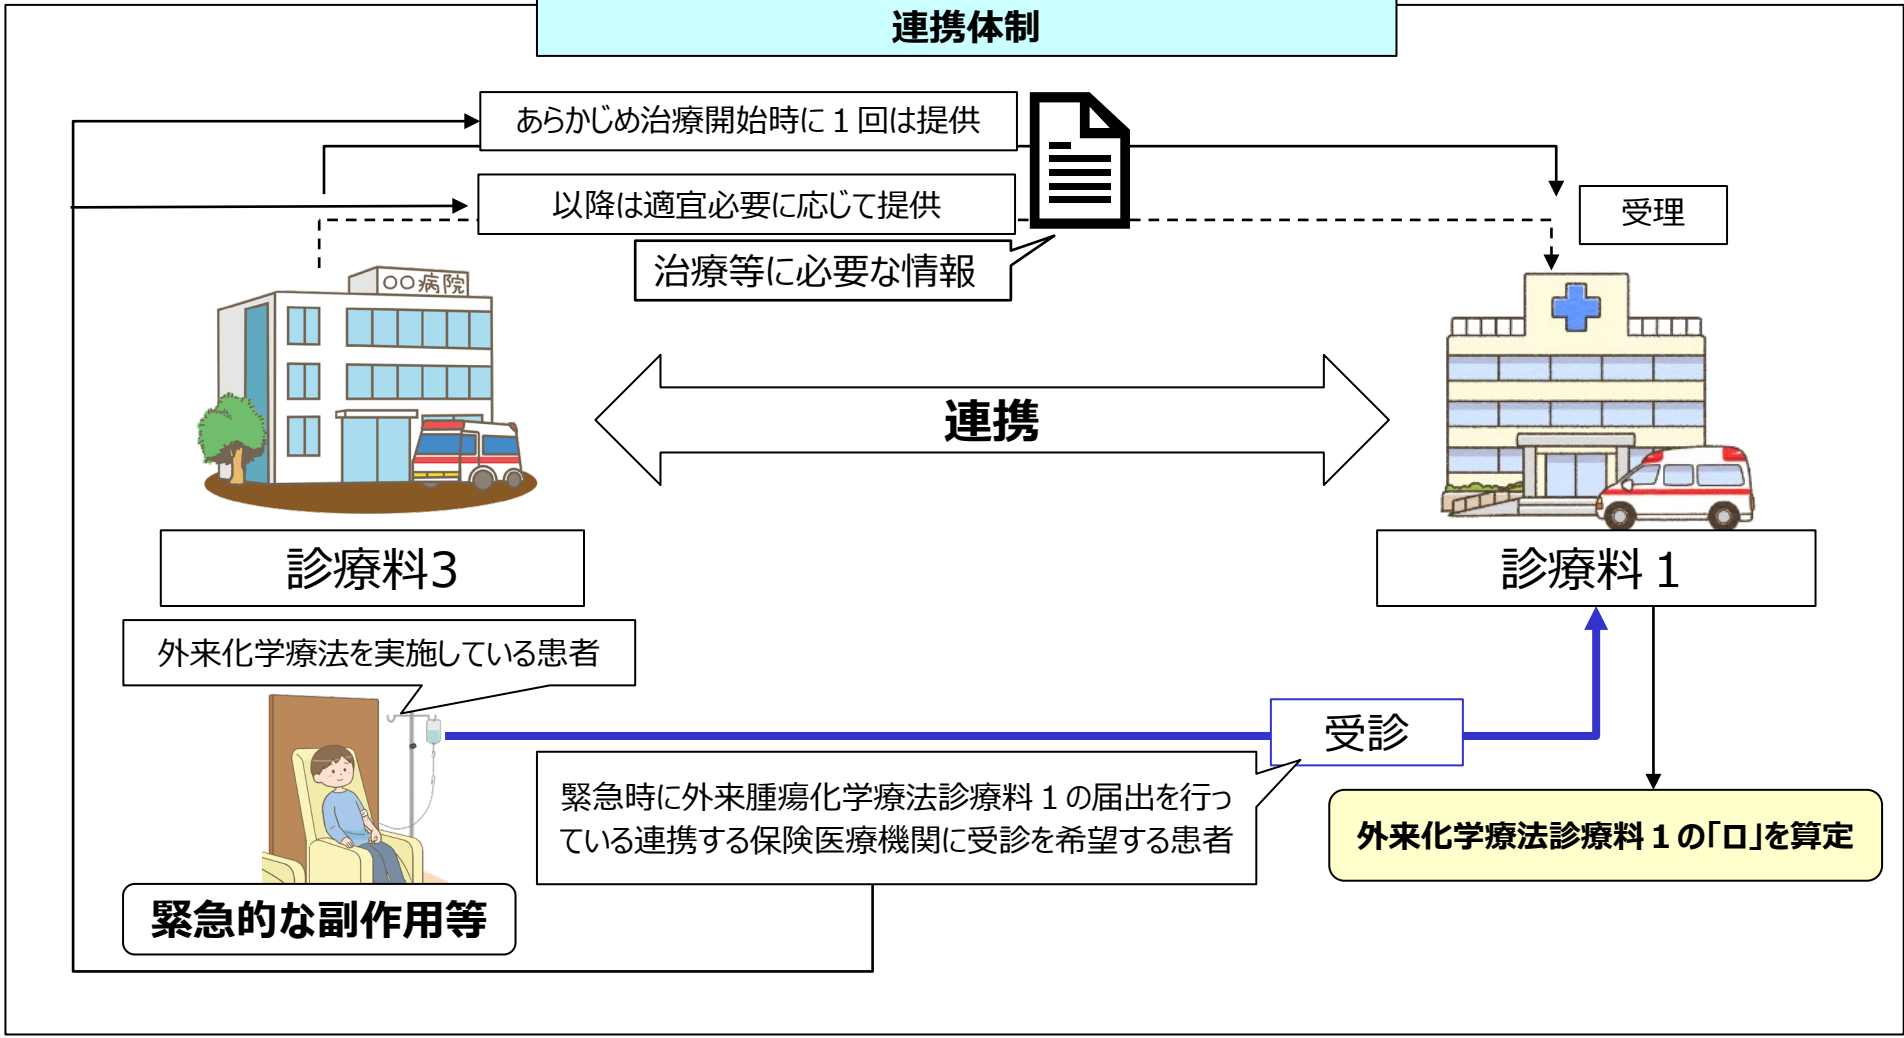 連携体制
あらかじめ治療開始時に１回は提供
以降は適宜必要に応じて提供
受理
治療等に必要な情報
〇〇病院
連携
診療料3
診療料１
外来化学療法を実施している患者
受診
緊急時に外来腫瘍化学療法診療料１の届出を行っ
ている連携する保険医療機関に受診を希望する患者
外来化学療法診療料１の「ロ」を算定
緊急的な副作用等